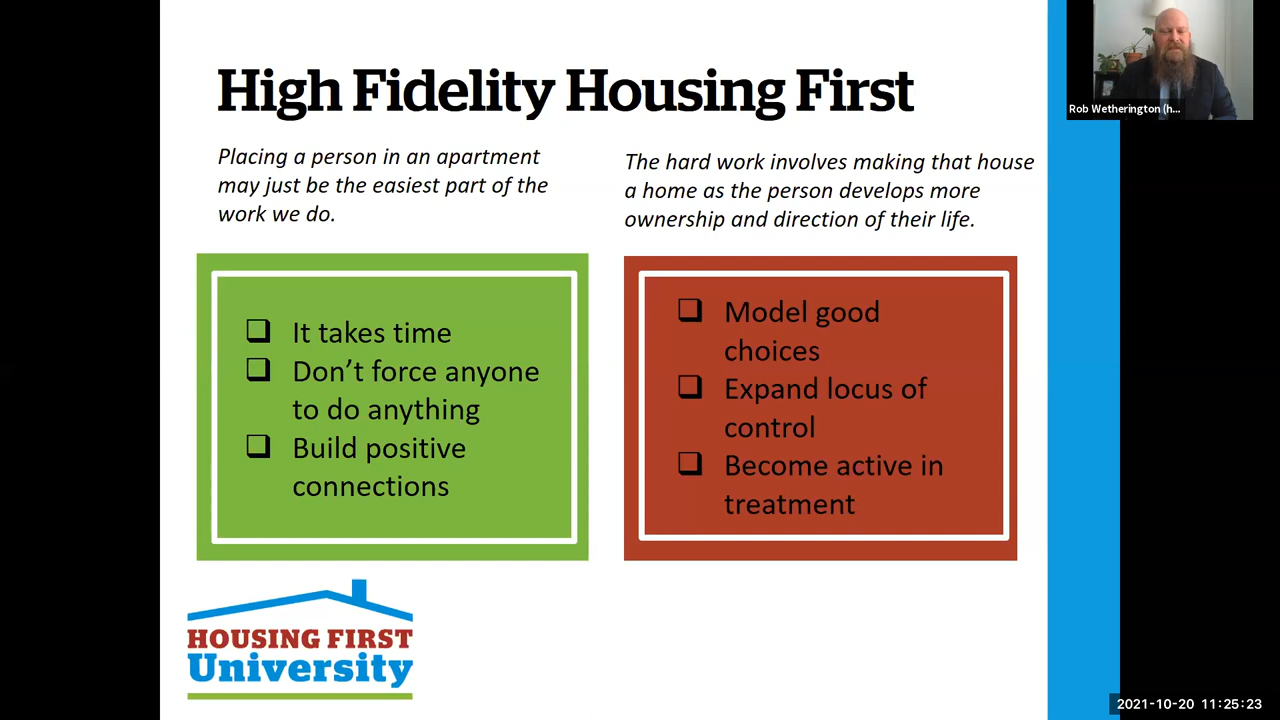 High Fidelity Housing First
Placing a person in an apartment
may just be the easiest part of the
work we do.
The hard work involves making that house
a home as the person develops more
ownership and direction of their life.
It takes time
Don’t force anyone
to do anything
Build positive
connections
Model good
choices
Expand locus of
control
Become active in
treatment
HOUSING FIRST
University
Rob Wetherington (h...
2021-10-20 11:25:23